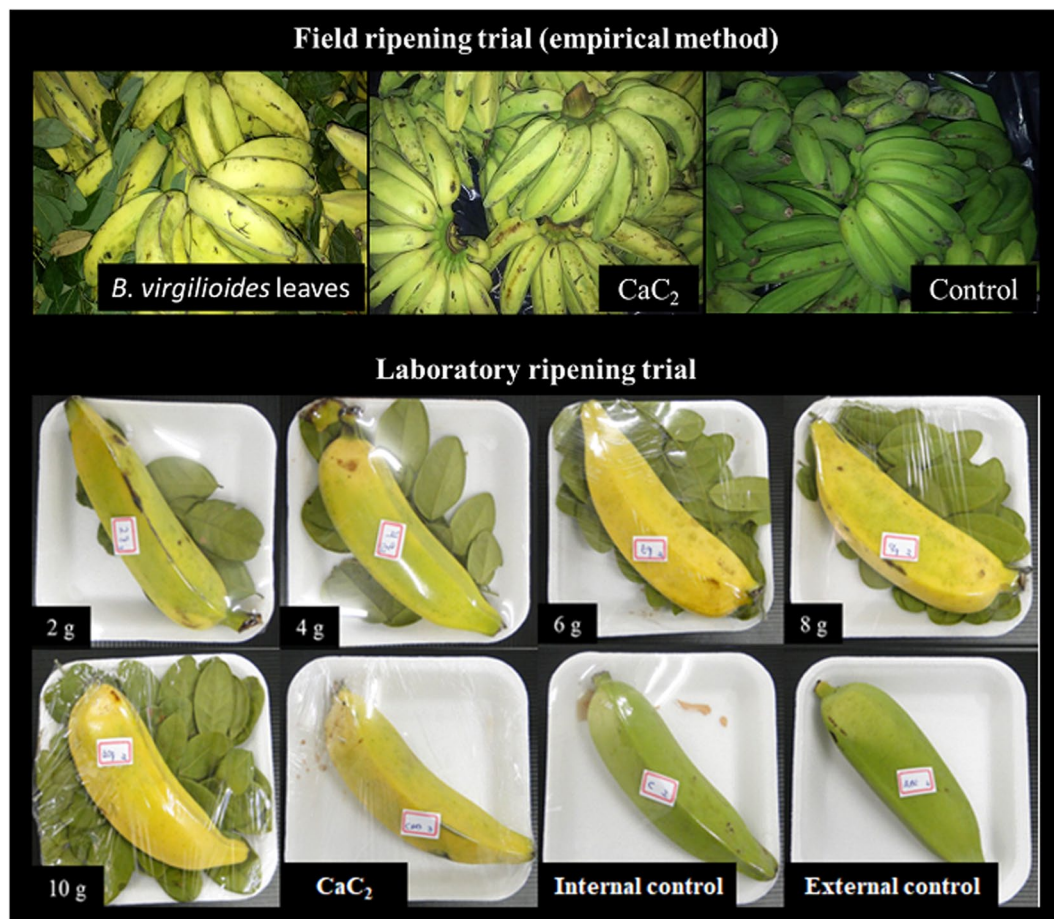 Field ripening trial (empirical method)
B. virgilioides leaves
CaC₂
Control
Laboratory ripening trial
2 g
4 g
6 g
8 g
10 g
CaC₂
Internal control
External control